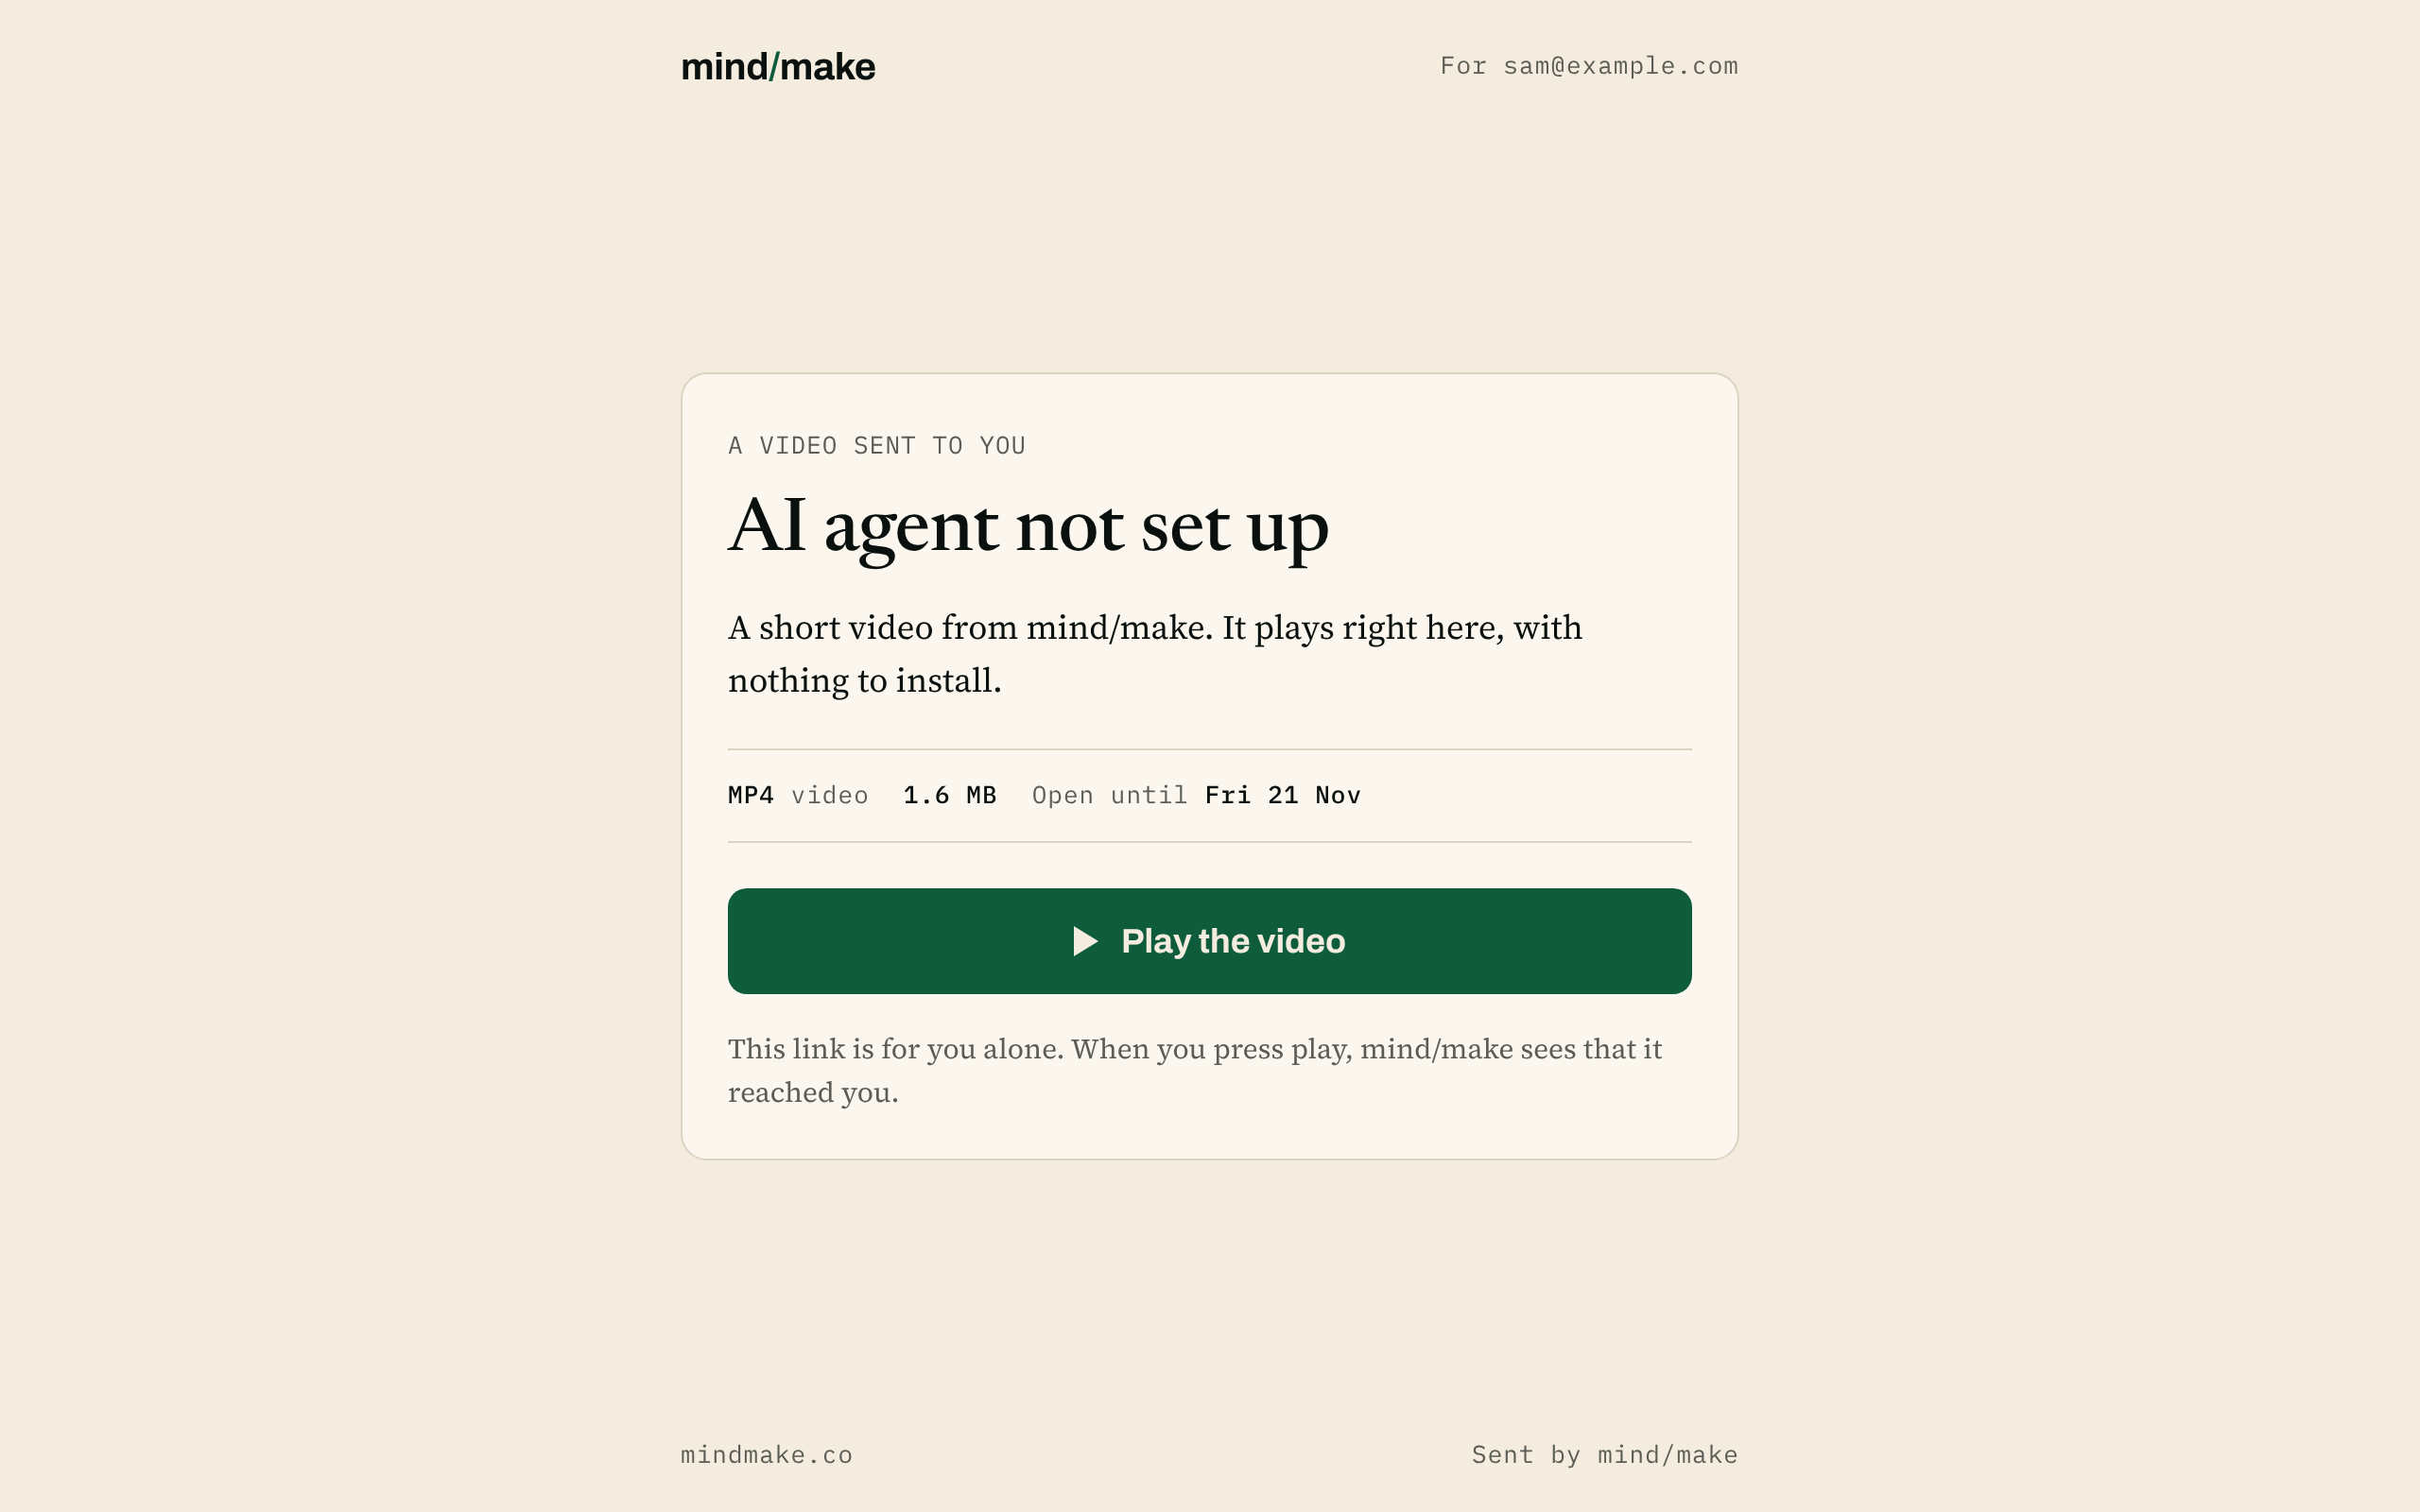 mind/make
For sam@example.com
A VIDEO SENT TO YOU
AI agent not set up
A short video from mind/make. It plays right here, with
nothing to install.
MP4 video 1.6 MB Open until Fri 21 Nov
Play the video
This link is for you alone. When you press play, mind/make sees that it
reached you.
mindmake.co
Sent by mind/make